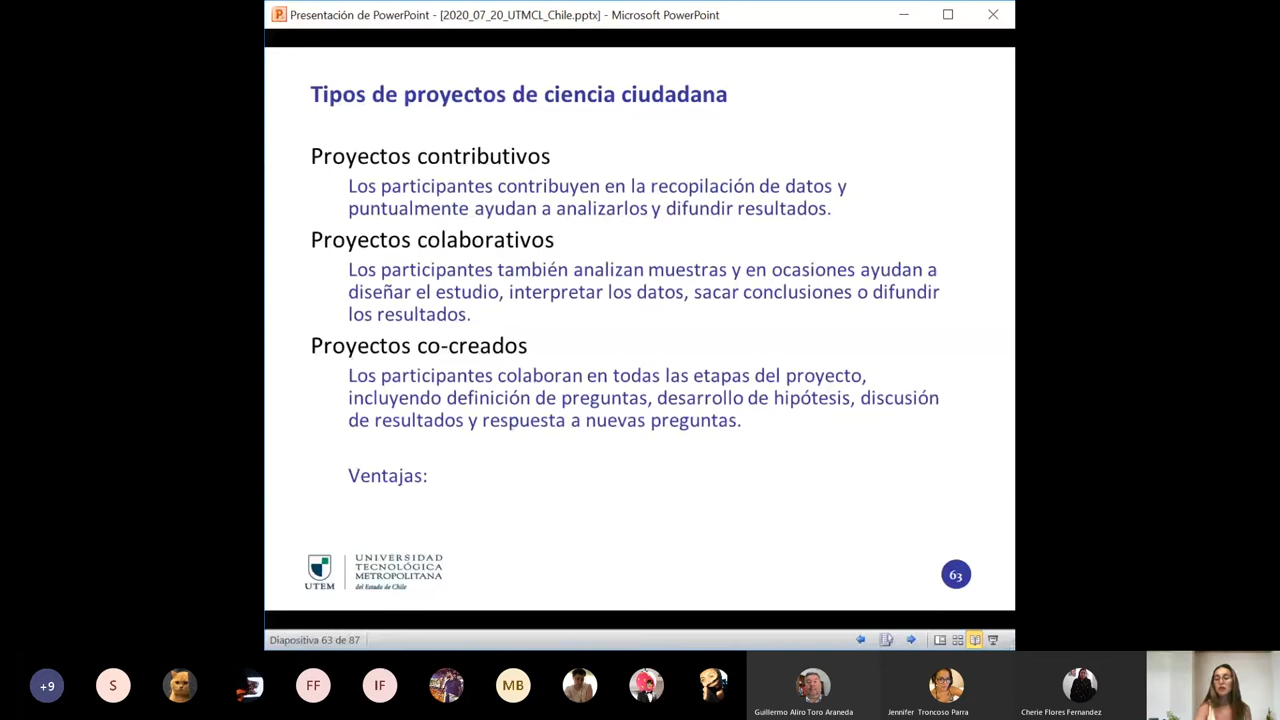 Presentación de PowerPoint - [2020_07_20_UTMCL_Chile.pptx] - Microsoft PowerPoint
Tipos de proyectos de ciencia ciudadana
Proyectos contributivos
Los participantes contribuyen en la recopilación de datos y
puntualmente ayudan a analizarlos y difundir resultados.
Proyectos colaborativos
Los participantes también analizan muestras y en ocasiones ayudan a
diseñar el estudio, interpretar los datos, sacar conclusiones o difundir
los resultados.
Proyectos co-creados
Los participantes colaboran en todas las etapas del proyecto,
incluyendo definición de preguntas, desarrollo de hipótesis, discusión
de resultados y respuesta a nuevas preguntas.
Ventajas:
UTEM
UNIVERSIDAD
TECNOLÓGICA
METROPOLITANA
del Estado de Chile
63
Diapositiva 63 de 87
+9
S
FF
IF
MB
Guillermo Aliro Toro Araneda
Jennifer Troncoso Parra
Cherie Flores Fernandez